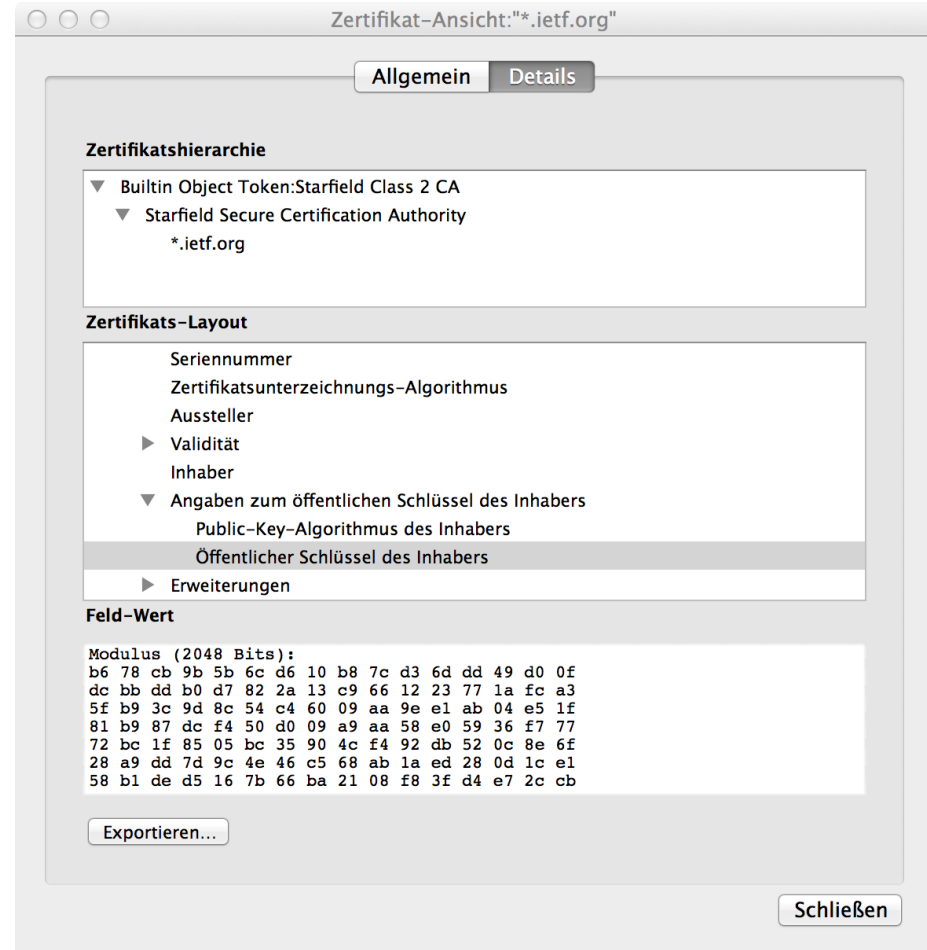 Zertifikat-Ansicht:"*.ietf.org"
Allgemein
Details
Zertifikatshierarchie
Builtin Object Token:Starfield Class 2 CA
Starfield Secure Certification Authority
*.ietf.org
Zertifikats-Layout
Seriennummer
Zertifikatsunterzeichnungs-Algorithmus
Aussteller
Validität
Inhaber
Angaben zum öffentlichen Schlüssel des Inhabers
Public-Key-Algorithmus des Inhabers
Öffentlicher Schlüssel des Inhabers
Erweiterungen
Feld-Wert
Modulus (2048 Bits):
b6 78 cb 9b 5b 6c d6 10 b8 7c d3 6d dd 49 d0 0f
dc bb dd b0 d7 82 2a 13 c9 66 12 23 77 1a fc a3
5f b9 3c 9d 8c 54 c4 60 09 aa 9e e1 ab 04 e5 1f
81 b9 87 dc f4 50 d0 09 a9 aa 58 e0 59 36 f7 77
72 bc 1f 85 05 bc 35 90 4c f4 92 db 52 0c 8e 6f
28 a9 dd 7d 9c 4e 46 c5 68 ab 1a ed 28 0d 1c e1
58 b1 de d5 16 7b 66 ba 21 08 f8 3f d4 e7 2c cb
Exportieren...
Schließen